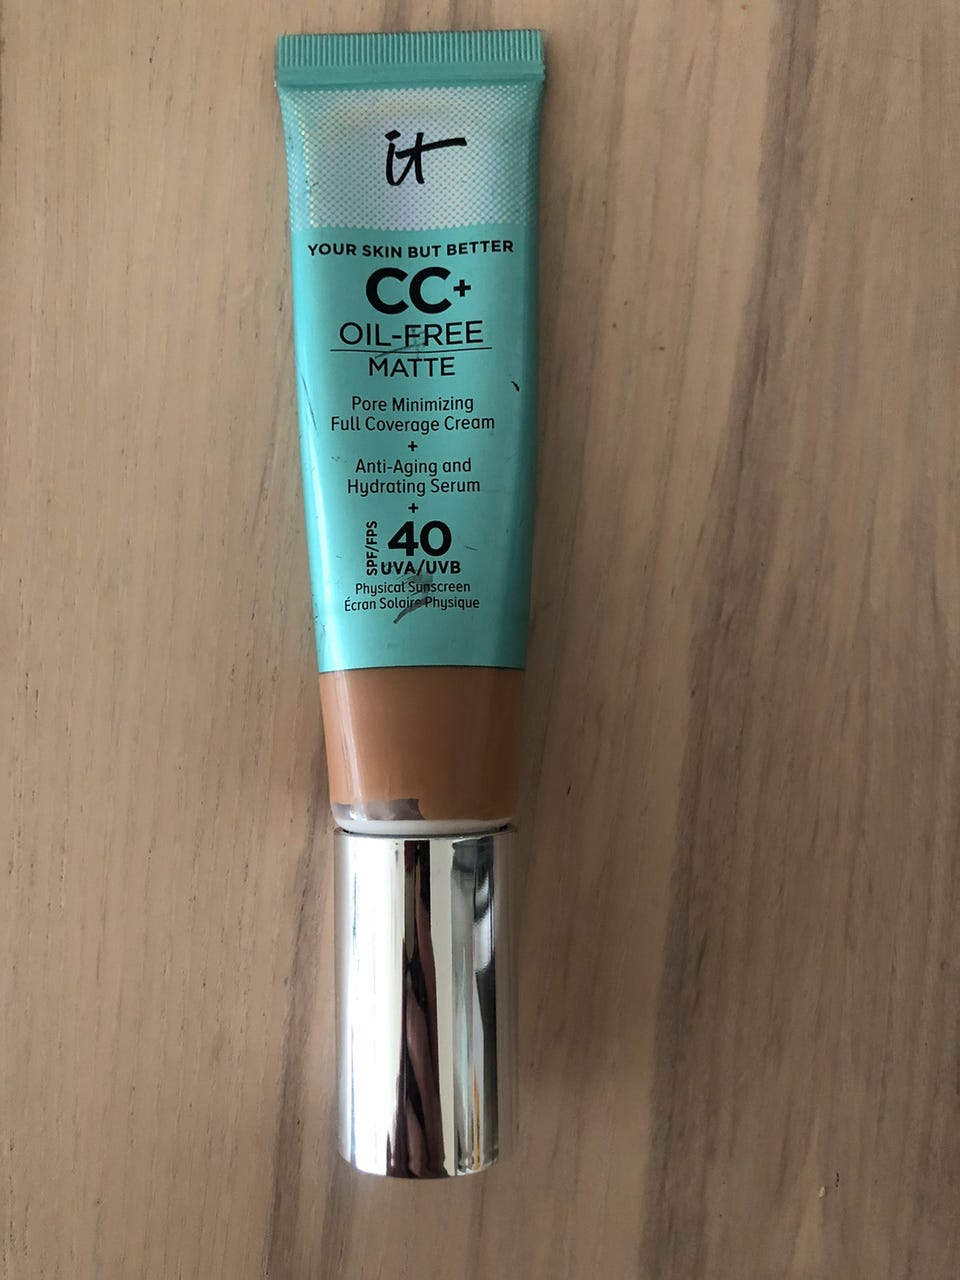 it
YOUR SKIN BUT BETTER
CC+
OIL-FREE
MATTE
Pore Minimizing
Full Coverage Cream
+
Anti-Aging and
Hydrating Serum
+
SPF/FPS 40
UVA/UVB
Physical Sunscreen
Écran Solaire Physique